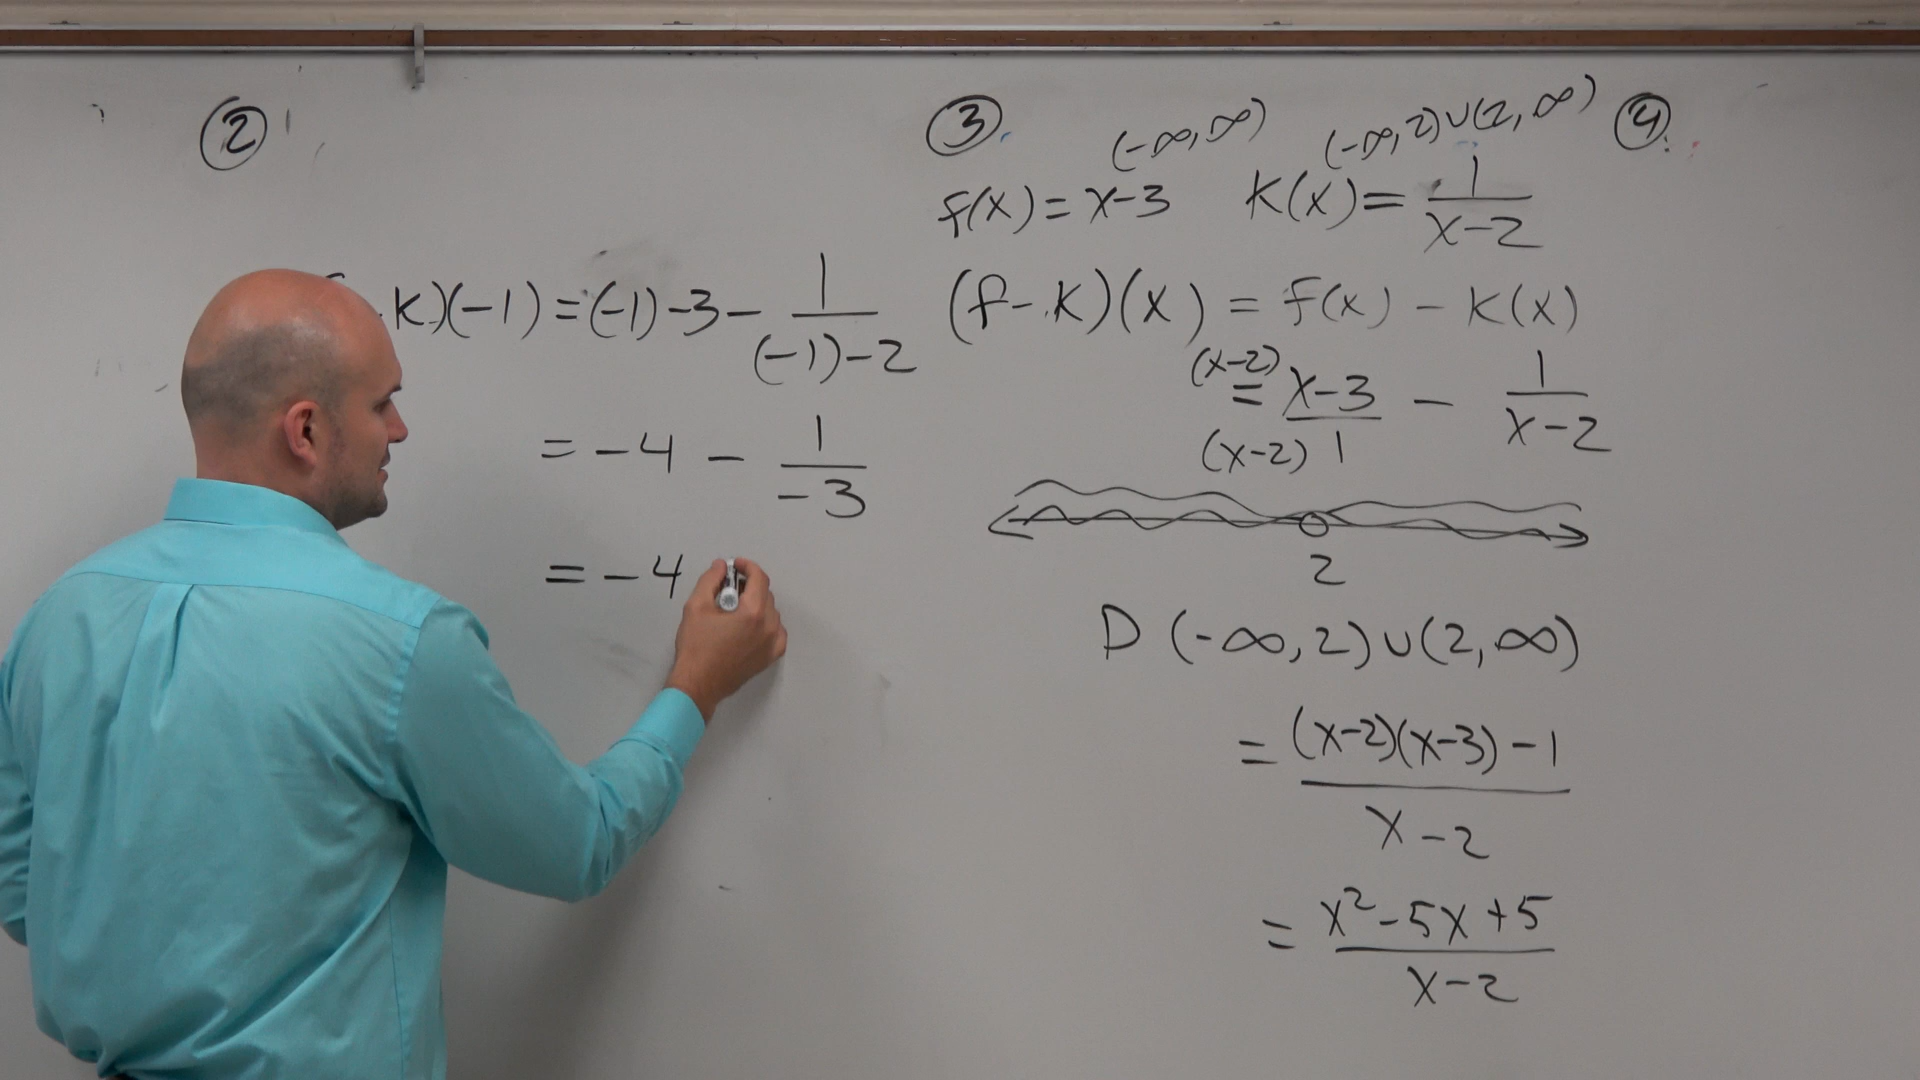 ②
k)(-1) = (-1)-3 - 1/((-1)-2)
= -4 - 1/(-3)
= -4
③
(-∞,∞) (-∞,2)∪(2,∞)
f(x) = x-3 k(x) = 1/(x-2)
(f-k)(x) = f(x) - k(x)
(x-2)
= (x-3)/1 - 1/(x-2)
(x-2)
2
D (-∞,2)∪(2,∞)
= ((x-2)(x-3) -1)/(x-2)
= (x²-5x+5)/(x-2)
④